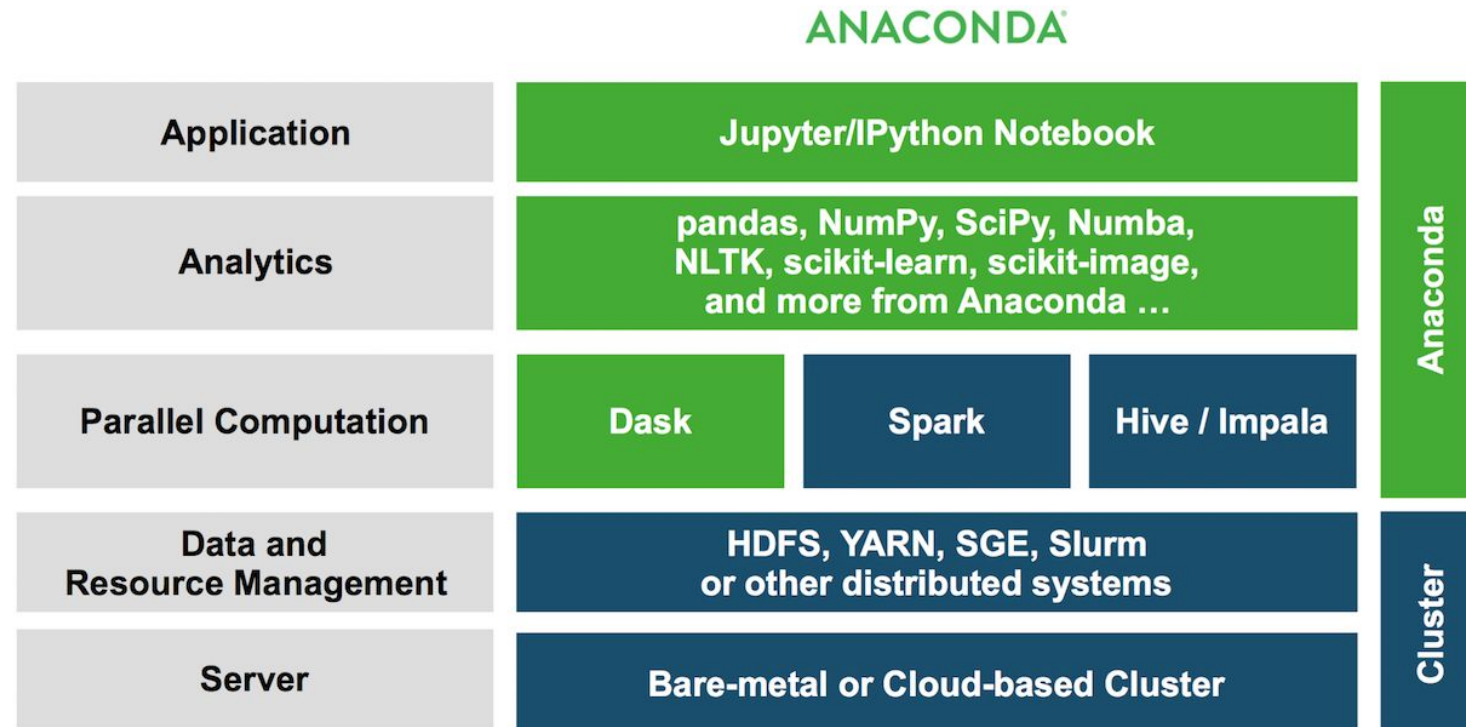 ANACONDA
Application
Jupyter/IPython Notebook
Analytics
pandas, NumPy, SciPy, Numba,
NLTK, scikit-learn, scikit-image,
and more from Anaconda ...
Parallel Computation
Dask
Spark
Hive / Impala
Anaconda
Data and
Resource Management
HDFS, YARN, SGE, Slurm
or other distributed systems
Server
Bare-metal or Cloud-based Cluster
Cluster